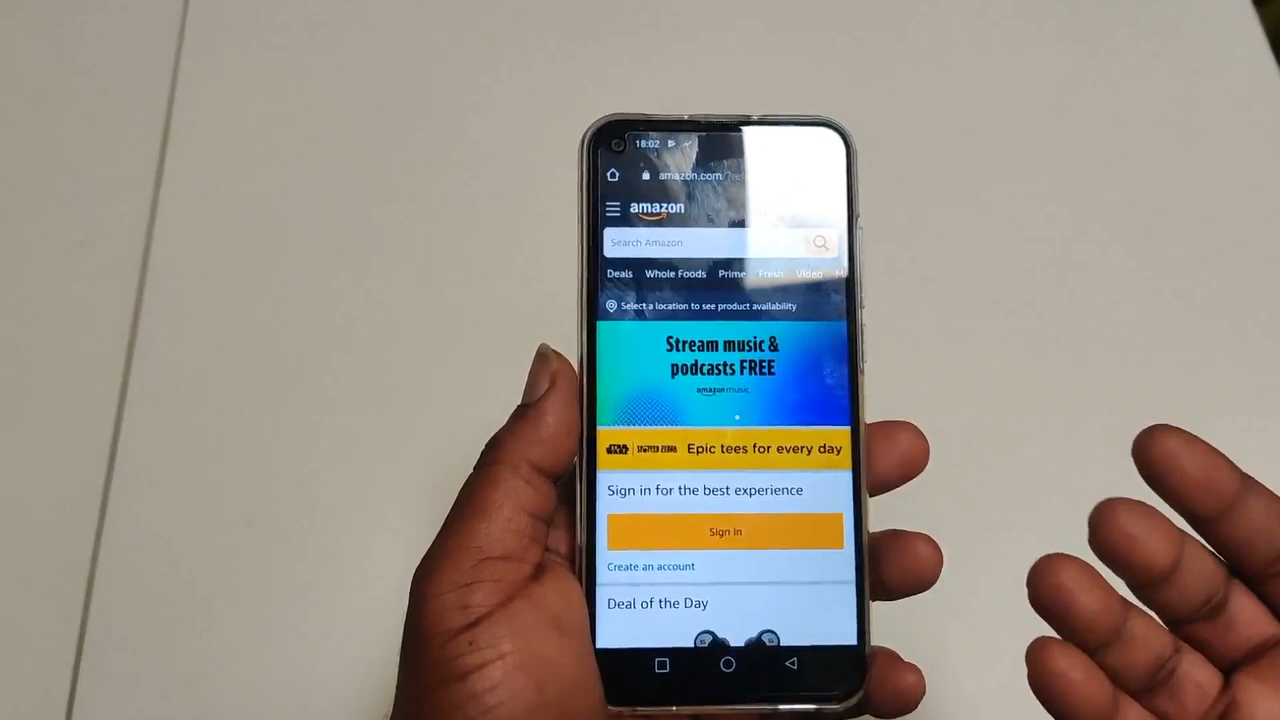 18:02
amazon.com/?ref
amazon
Search Amazon
Deals Whole Foods Prime Fresh Video M
Select a location to see product availability
Stream music &
podcasts FREE
amazon music
STAR WARS Epic tees for every day
Sign in for the best experience
Sign in
Create an account
Deal of the Day